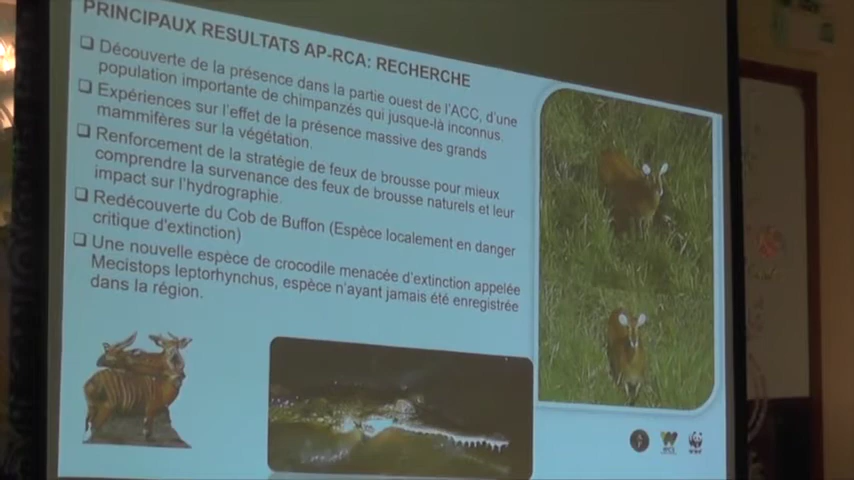 PRINCIPAUX RESULTATS AP-RCA: RECHERCHE
❑ Découverte de la présence dans la partie ouest de l'ACC, d'une
population importante de chimpanzés qui jusque-là inconnus.
❑ Expériences sur l'effet de la présence massive des grands
mammifères sur la végétation.
❑ Renforcement de la stratégie de feux de brousse pour mieux
comprendre la survenance des feux de brousse naturels et leur
impact sur l'hydrographie.
❑ Redécouverte du Cob de Buffon (Espèce localement en danger
critique d'extinction)
❑ Une nouvelle espèce de crocodile menacée d'extinction appelée
Mecistops leptorhynchus, espèce n'ayant jamais été enregistrée
dans la région.
WCS
WWF